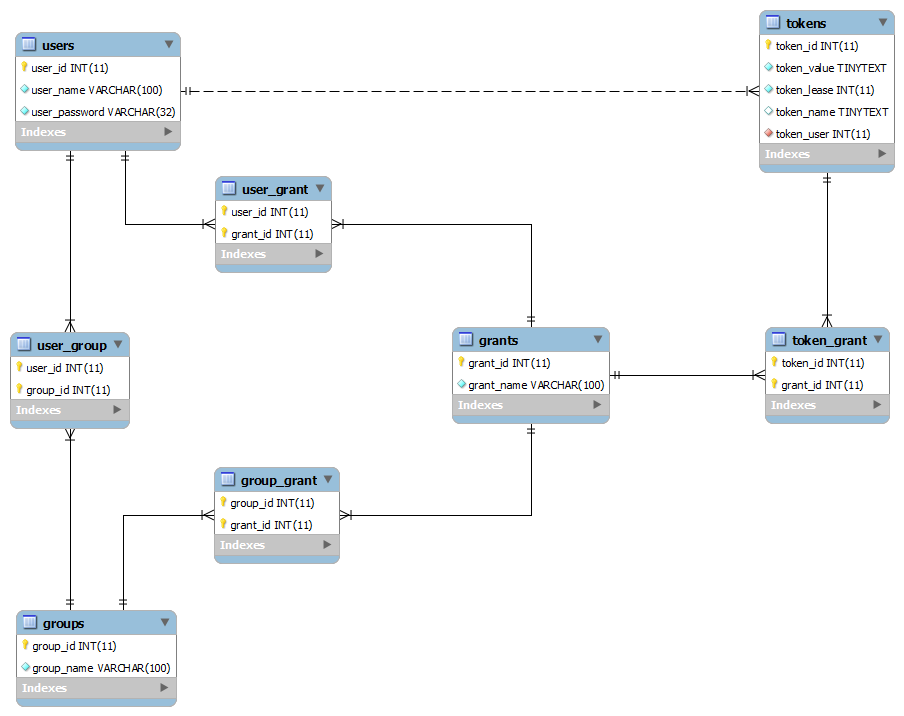 users
user_id INT(11)
user_name VARCHAR(100)
user_password VARCHAR(32)
Indexes
tokens
token_id INT(11)
token_value TINYTEXT
token_lease INT(11)
token_name TINYTEXT
token_user INT(11)
Indexes
user_grant
user_id INT(11)
grant_id INT(11)
Indexes
user_group
user_id INT(11)
group_id INT(11)
Indexes
grants
grant_id INT(11)
grant_name VARCHAR(100)
Indexes
token_grant
token_id INT(11)
grant_id INT(11)
Indexes
group_grant
group_id INT(11)
grant_id INT(11)
Indexes
groups
group_id INT(11)
group_name VARCHAR(100)
Indexes